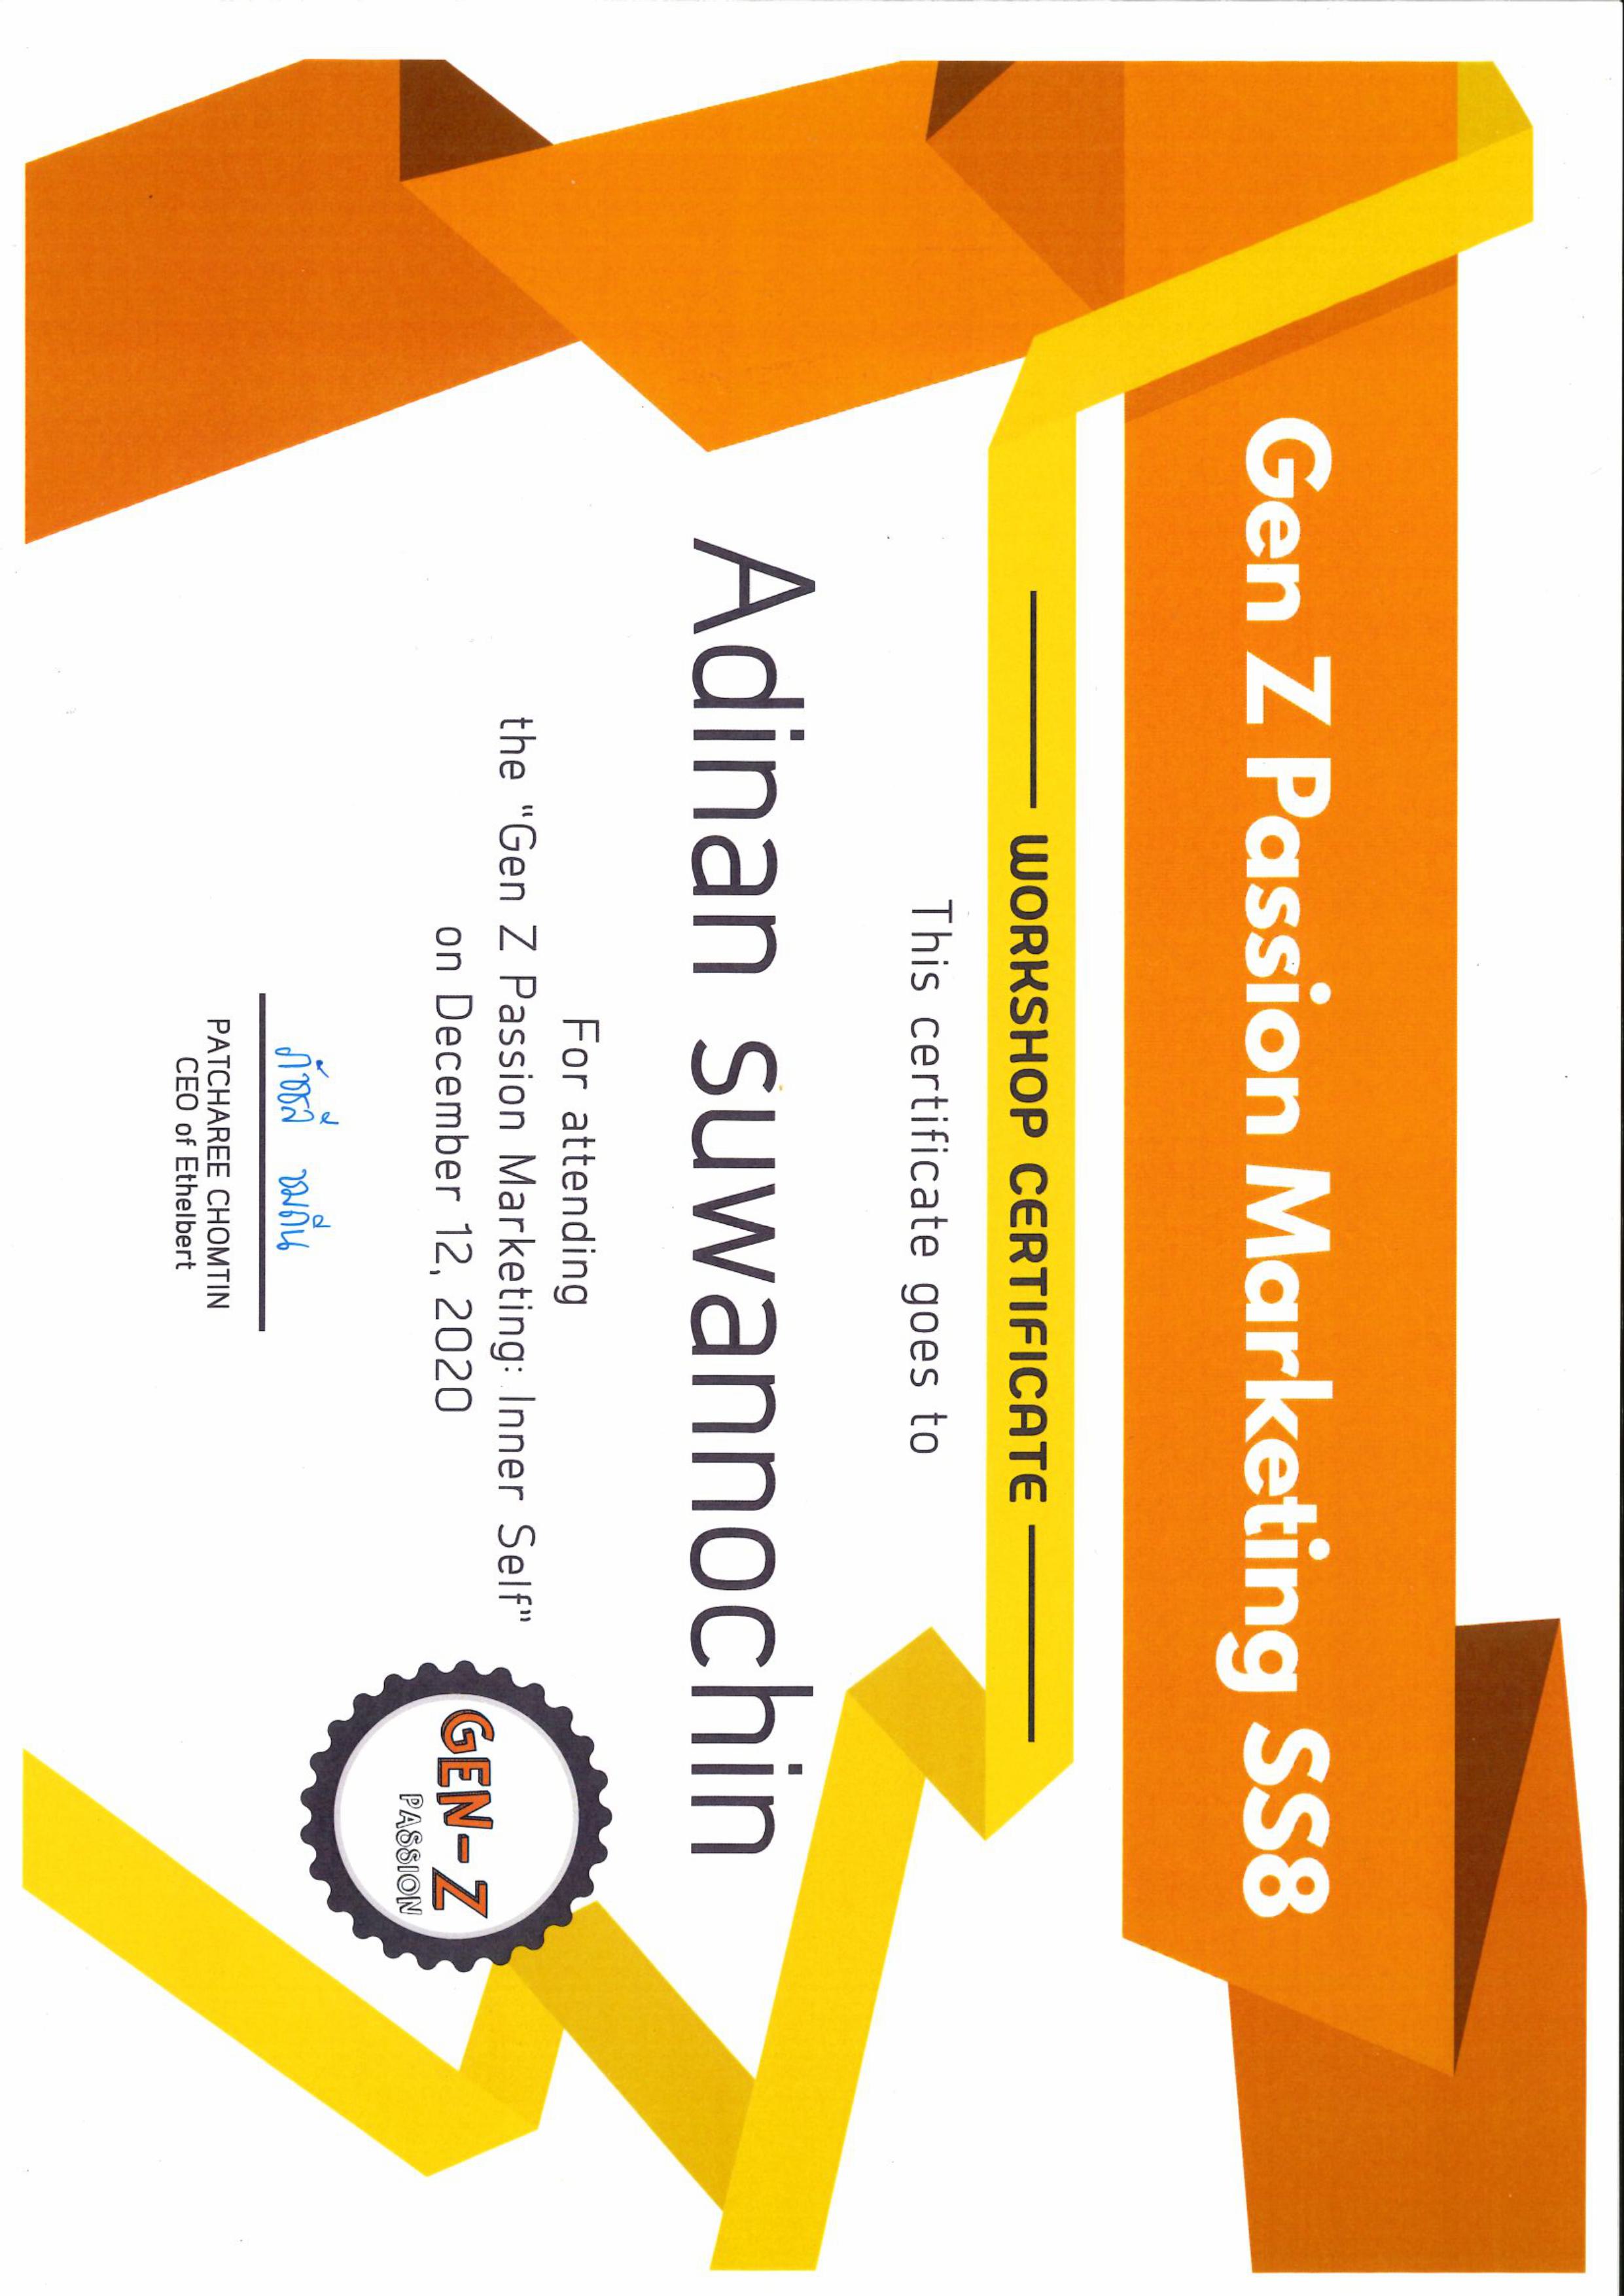 Gen Z Passion Marketing SS8
WORKSHOP CERTIFICATE
This certificate goes to
Adinan suwannochin
For attending
the “Gen Z Passion Marketing: Inner Self”
on December 12, 2020
GEN-Z
PASSION
ภัชรลี ชมถิ่น
PATCHAREE CHOMTIN
CEO of Ethelbert